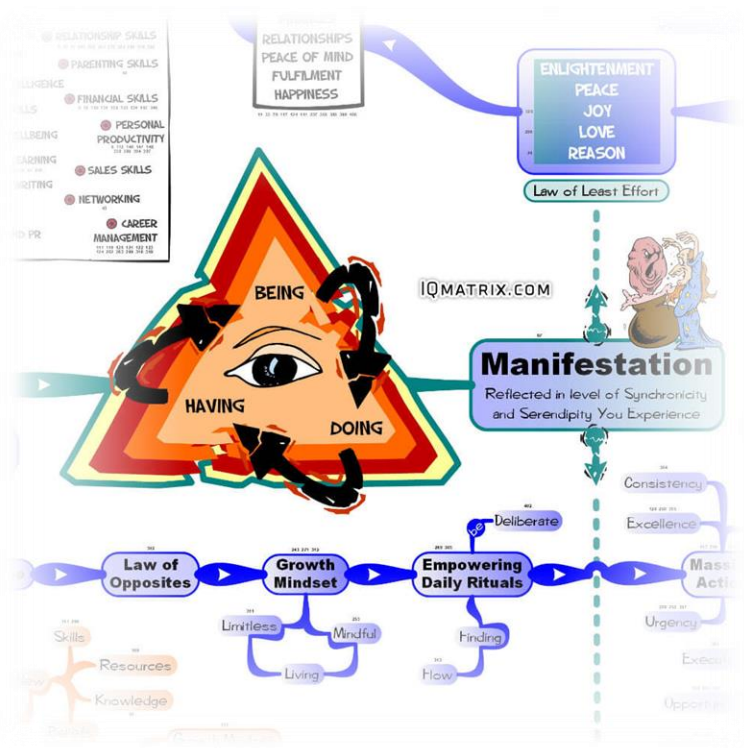 RELATIONSHIP SKILLS
PARENTING SKILLS
FINANCIAL SKILLS
PERSONAL
PRODUCTIVITY
SALES SKILLS
NETWORKING
CAREER
MANAGEMENT
PR
RELATIONSHIPS
PEACE OF MIND
FULFILMENT
HAPPINESS
ENLIGHTENMENT
PEACE
JOY
LOVE
REASON
Law of Least Effort
IQMATRIX.COM
BEING
HAVING
DOING
Manifestation
Reflected in level of Synchronicity
and Serendipity You Experience
Consistency
Excellence
be
Deliberate
Law of
Opposites
Growth
Mindset
Empowering
Daily Rituals
Limitless
Mindful
Living
Finding
Flow
Urgency
Skills
Resources
Knowledge